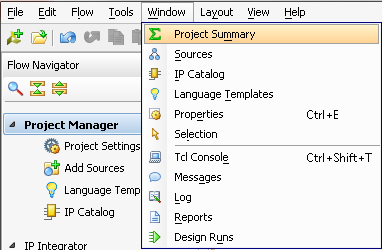 File Edit Flow Tools Window Layout View Help
Flow Navigator
Project Manager
Project Settings
Add Sources
Language Temp
IP Catalog
IP Integrator
Project Summary
Sources
IP Catalog
Language Templates
Properties Ctrl+E
Selection
Tcl Console Ctrl+Shift+T
Messages
Log
Reports
Design Runs